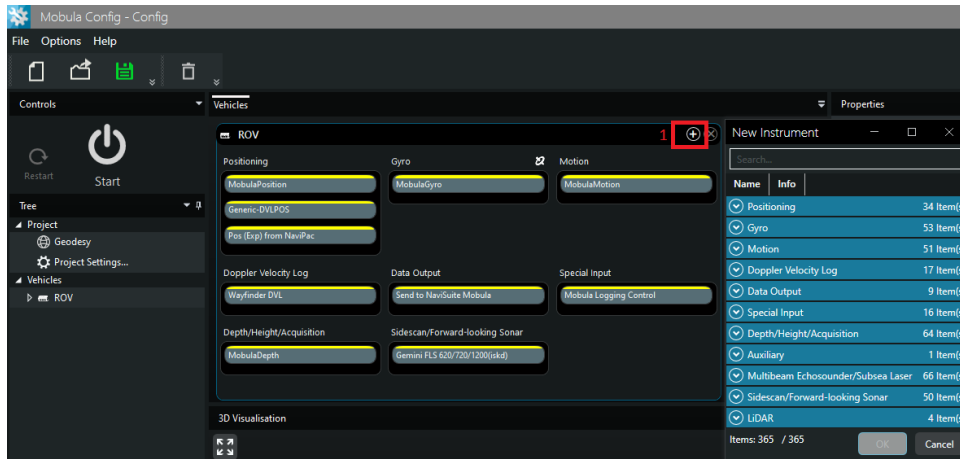 Mobula Config - Config
File Options Help
Controls
Vehicles
Properties
ROV
1
New Instrument
Restart
Start
Search...
Name Info
Positioning
MobulaPosition
Generic-DVLPOS
Pos (Exp) from NaviPac
Gyro
MobulaGyro
Motion
MobulaMotion
Doppler Velocity Log
Wayfinder DVL
Data Output
Send to NaviSuite Mobula
Special Input
Mobula Logging Control
Depth/Height/Acquisition
MobulaDepth
Sidescan/Forward-looking Sonar
Gemini FLS 620/720/1200(iskd)
Tree
Project
Geodesy
Project Settings...
Vehicles
ROV
3D Visualisation
Positioning 34 Item(s
Gyro 53 Item(s
Motion 51 Item(s
Doppler Velocity Log 17 Item(s
Data Output 9 Item(s
Special Input 16 Item(s
Depth/Height/Acquisition 64 Item(s
Auxiliary 1 Item(s
Multibeam Echosounder/Subsea Laser 66 Item(s
Sidescan/Forward-looking Sonar 50 Item(s
LiDAR 4 Item(s
Items: 365 / 365
OK
Cancel